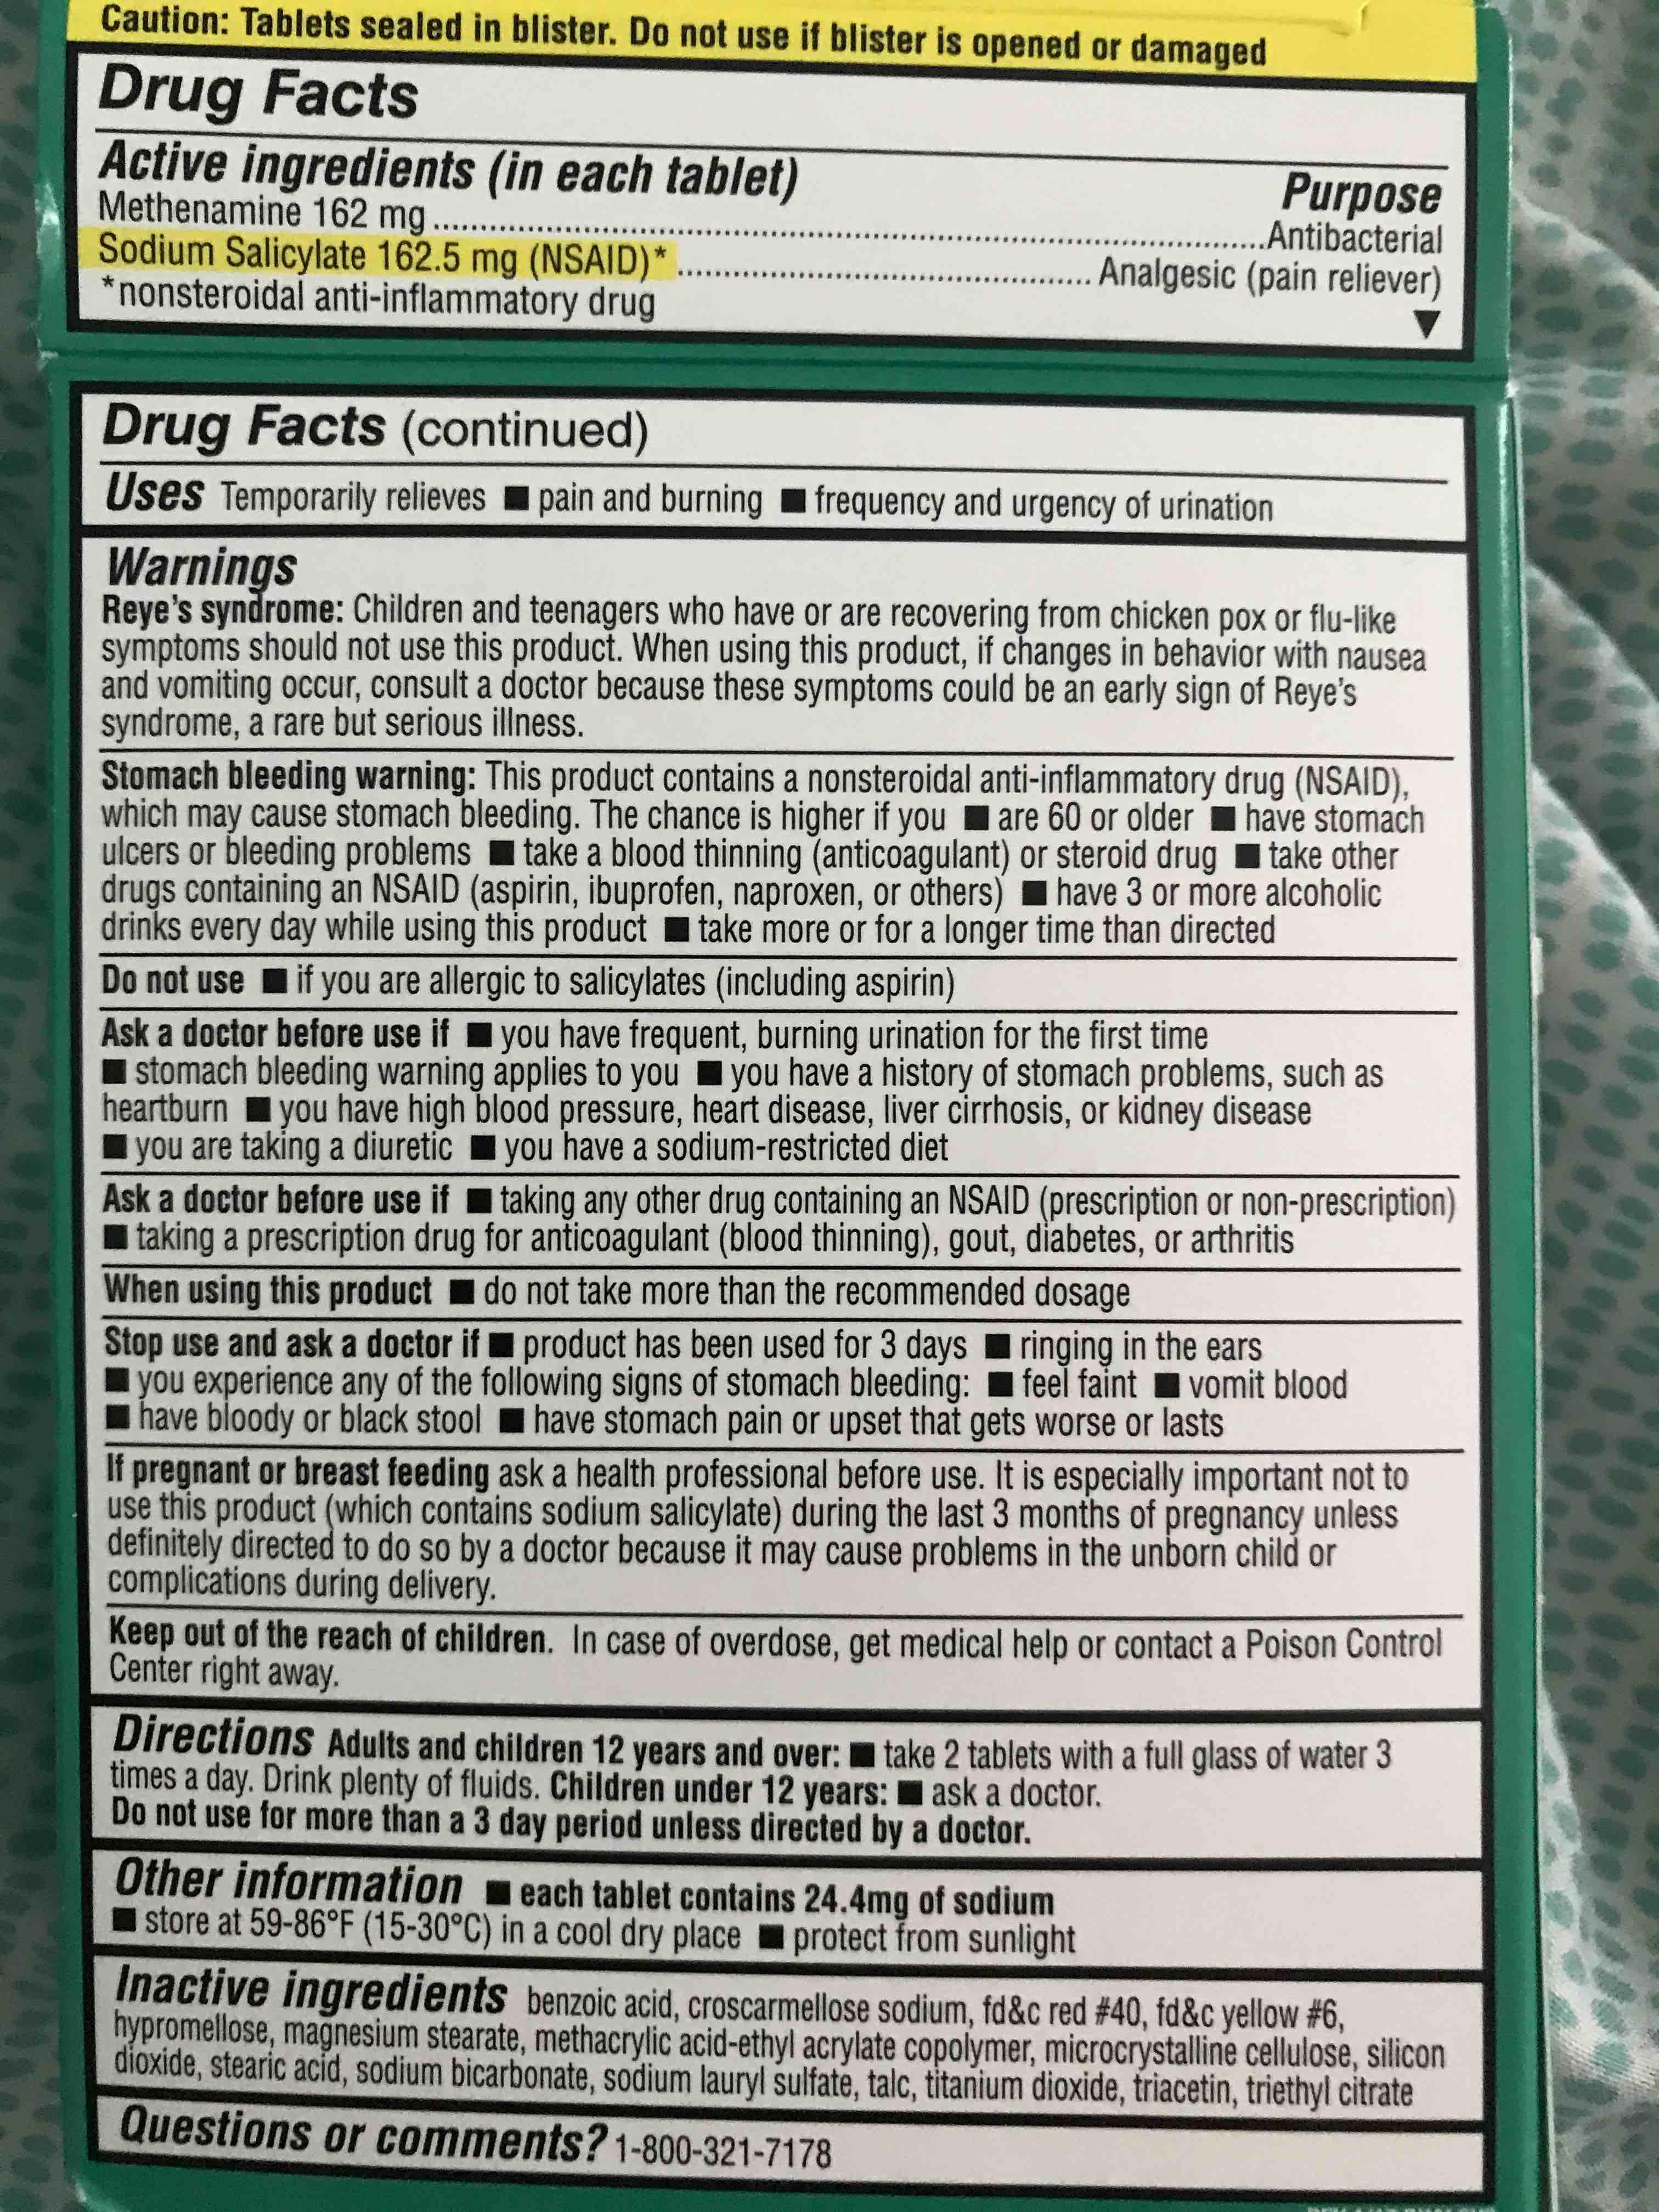 Caution: Tablets sealed in blister. Do not use if blister is opened or damaged
Drug Facts
Active ingredients (in each tablet) Purpose
Methenamine 162 mg ........ Antibacterial
Sodium Salicylate 162.5 mg (NSAID)* ........ Analgesic (pain reliever)
*nonsteroidal anti-inflammatory drug ▼
Drug Facts (continued)
Uses Temporarily relieves ■ pain and burning ■ frequency and urgency of urination
Warnings
Reye's syndrome: Children and teenagers who have or are recovering from chicken pox or flu-like
symptoms should not use this product. When using this product, if changes in behavior with nausea
and vomiting occur, consult a doctor because these symptoms could be an early sign of Reye's
syndrome, a rare but serious illness.
Stomach bleeding warning: This product contains a nonsteroidal anti-inflammatory drug (NSAID),
which may cause stomach bleeding. The chance is higher if you ■ are 60 or older ■ have stomach
ulcers or bleeding problems ■ take a blood thinning (anticoagulant) or steroid drug ■ take other
drugs containing an NSAID (aspirin, ibuprofen, naproxen, or others) ■ have 3 or more alcoholic
drinks every day while using this product ■ take more or for a longer time than directed
Do not use ■ if you are allergic to salicylates (including aspirin)
Ask a doctor before use if ■ you have frequent, burning urination for the first time
■ stomach bleeding warning applies to you ■ you have a history of stomach problems, such as
heartburn ■ you have high blood pressure, heart disease, liver cirrhosis, or kidney disease
■ you are taking a diuretic ■ you have a sodium-restricted diet
Ask a doctor before use if ■ taking any other drug containing an NSAID (prescription or non-prescription)
■ taking a prescription drug for anticoagulant (blood thinning), gout, diabetes, or arthritis
When using this product ■ do not take more than the recommended dosage
Stop use and ask a doctor if ■ product has been used for 3 days ■ ringing in the ears
■ you experience any of the following signs of stomach bleeding: ■ feel faint ■ vomit blood
■ have bloody or black stool ■ have stomach pain or upset that gets worse or lasts
If pregnant or breast feeding ask a health professional before use. It is especially important not to
use this product (which contains sodium salicylate) during the last 3 months of pregnancy unless
definitely directed to do so by a doctor because it may cause problems in the unborn child or
complications during delivery.
Keep out of the reach of children. In case of overdose, get medical help or contact a Poison Control
Center right away.
Directions Adults and children 12 years and over: ■ take 2 tablets with a full glass of water 3
times a day. Drink plenty of fluids. Children under 12 years: ■ ask a doctor.
Do not use for more than a 3 day period unless directed by a doctor.
Other information ■ each tablet contains 24.4mg of sodium
■ store at 59-86°F (15-30°C) in a cool dry place ■ protect from sunlight
Inactive ingredients benzoic acid, croscarmellose sodium, fd&c red #40, fd&c yellow #6,
hypromellose, magnesium stearate, methacrylic acid-ethyl acrylate copolymer, microcrystalline cellulose, silicon
dioxide, stearic acid, sodium bicarbonate, sodium lauryl sulfate, talc, titanium dioxide, triacetin, triethyl citrate
Questions or comments? 1-800-321-7178